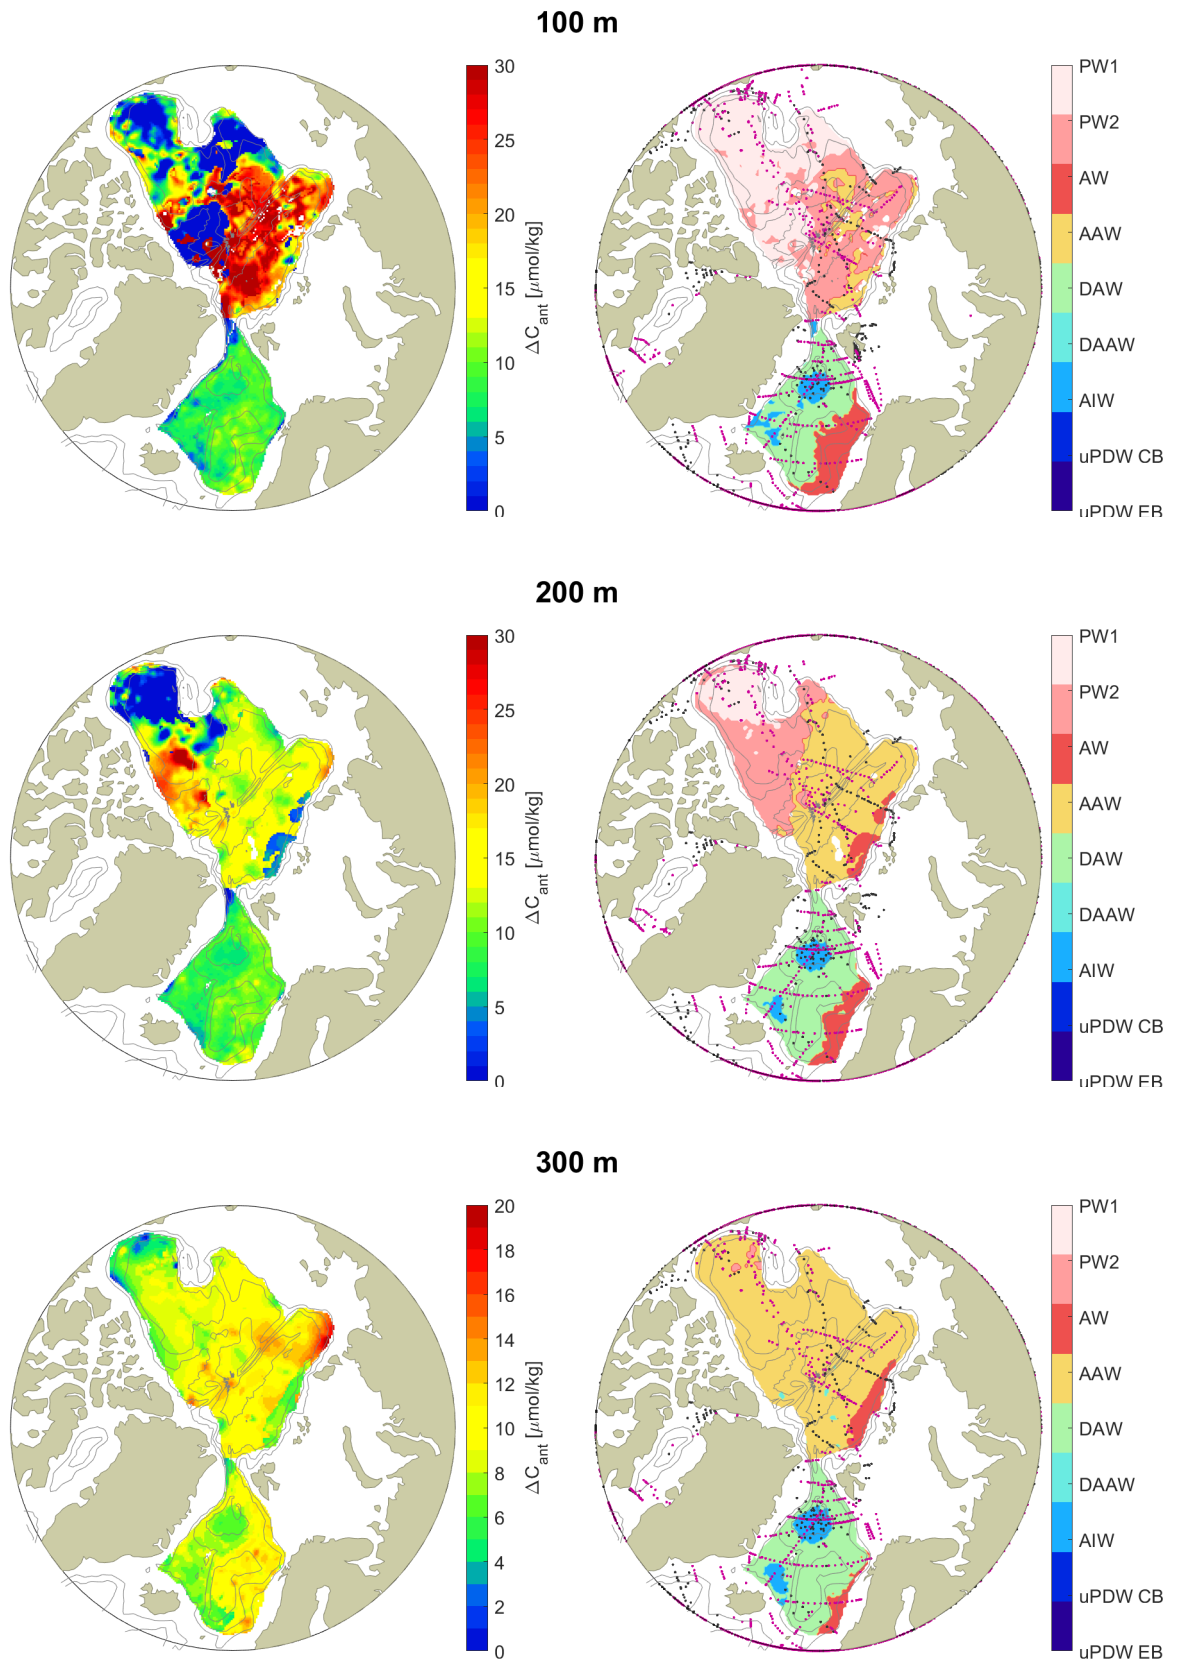 100 m
30
25
20
15
10
5
0
ΔCant [μmol/kg]
PW1
PW2
AW
AAW
DAW
DAAW
AIW
uPDW CB
uPDW EB
200 m
30
25
20
15
10
5
0
ΔCant [μmol/kg]
PW1
PW2
AW
AAW
DAW
DAAW
AIW
uPDW CB
uPDW EB
300 m
20
18
16
14
12
10
8
6
4
2
0
ΔCant [μmol/kg]
PW1
PW2
AW
AAW
DAW
DAAW
AIW
uPDW CB
uPDW EB